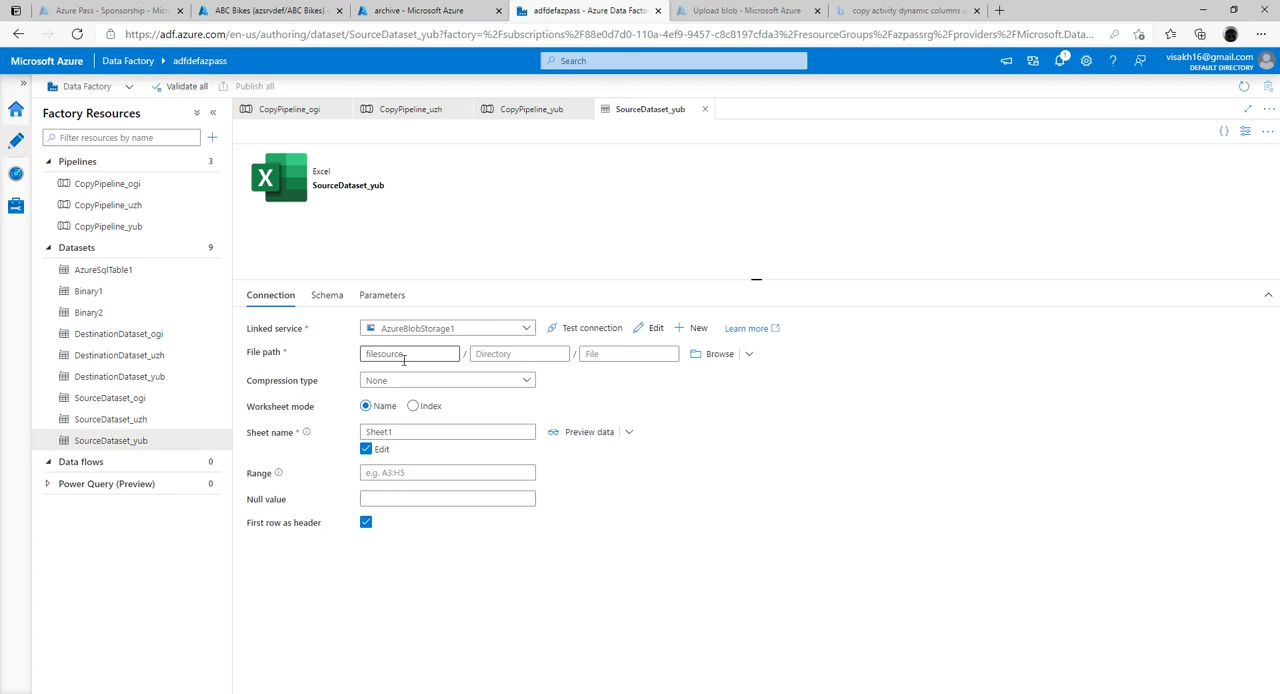 Azure Pass - Sponsorship - Micr
ABC Bikes (azsrvdef/ABC Bikes) -
archive - Microsoft Azure
adfdefazpass - Azure Data Facto
Upload blob - Microsoft Azure
copy activity dynamic columns
https://adf.azure.com/en-us/authoring/dataset/SourceDataset_yub?factory=%2Fsubscriptions%2F88e0d7d0-110a-4ef9-9457-c8c8197cfda3%2FresourceGroups%2Fazpassrg%2Fproviders%2FMicrosoft.Data...
Microsoft Azure
Data Factory
adfdefazpass
Search
1
visakh16@gmail.com
DEFAULT DIRECTORY
Data Factory
Validate all
Publish all
Factory Resources
CopyPipeline_ogi
CopyPipeline_uzh
CopyPipeline_yub
SourceDataset_yub
Filter resources by name
Pipelines 3
CopyPipeline_ogi
CopyPipeline_uzh
CopyPipeline_yub
Datasets 9
AzureSqlTable1
Binary1
Binary2
DestinationDataset_ogi
DestinationDataset_uzh
DestinationDataset_yub
SourceDataset_ogi
SourceDataset_uzh
SourceDataset_yub
Data flows 0
Power Query (Preview) 0
X
Excel
SourceDataset_yub
Connection
Schema
Parameters
Linked service *
AzureBlobStorage1
Test connection
Edit
New
Learn more
File path *
filesource
/
Directory
/
File
Browse
Compression type
None
Worksheet mode
Name
Index
Sheet name *
Sheet1
Preview data
Edit
Range
e.g. A3:H5
Null value
First row as header